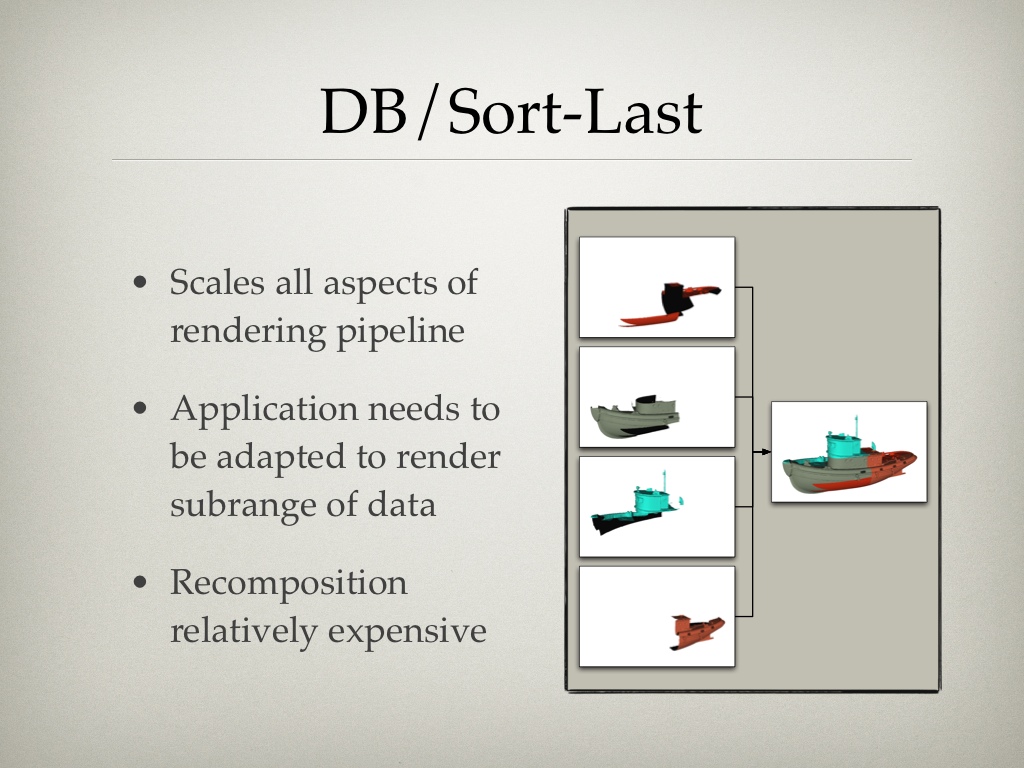 DB/Sort-Last
• Scales all aspects of
rendering pipeline
• Application needs to
be adapted to render
subrange of data
• Recomposition
relatively expensive